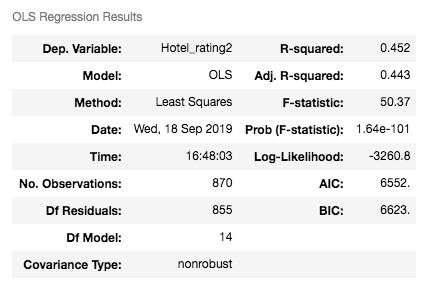 OLS Regression Results
Dep. Variable: Hotel_rating2 R-squared: 0.452
Model: OLS Adj. R-squared: 0.443
Method: Least Squares F-statistic: 50.37
Date: Wed, 18 Sep 2019 Prob (F-statistic): 1.64e-101
Time: 16:48:03 Log-Likelihood: -3260.8
No. Observations: 870 AIC: 6552.
Df Residuals: 855 BIC: 6623.
Df Model: 14
Covariance Type: nonrobust